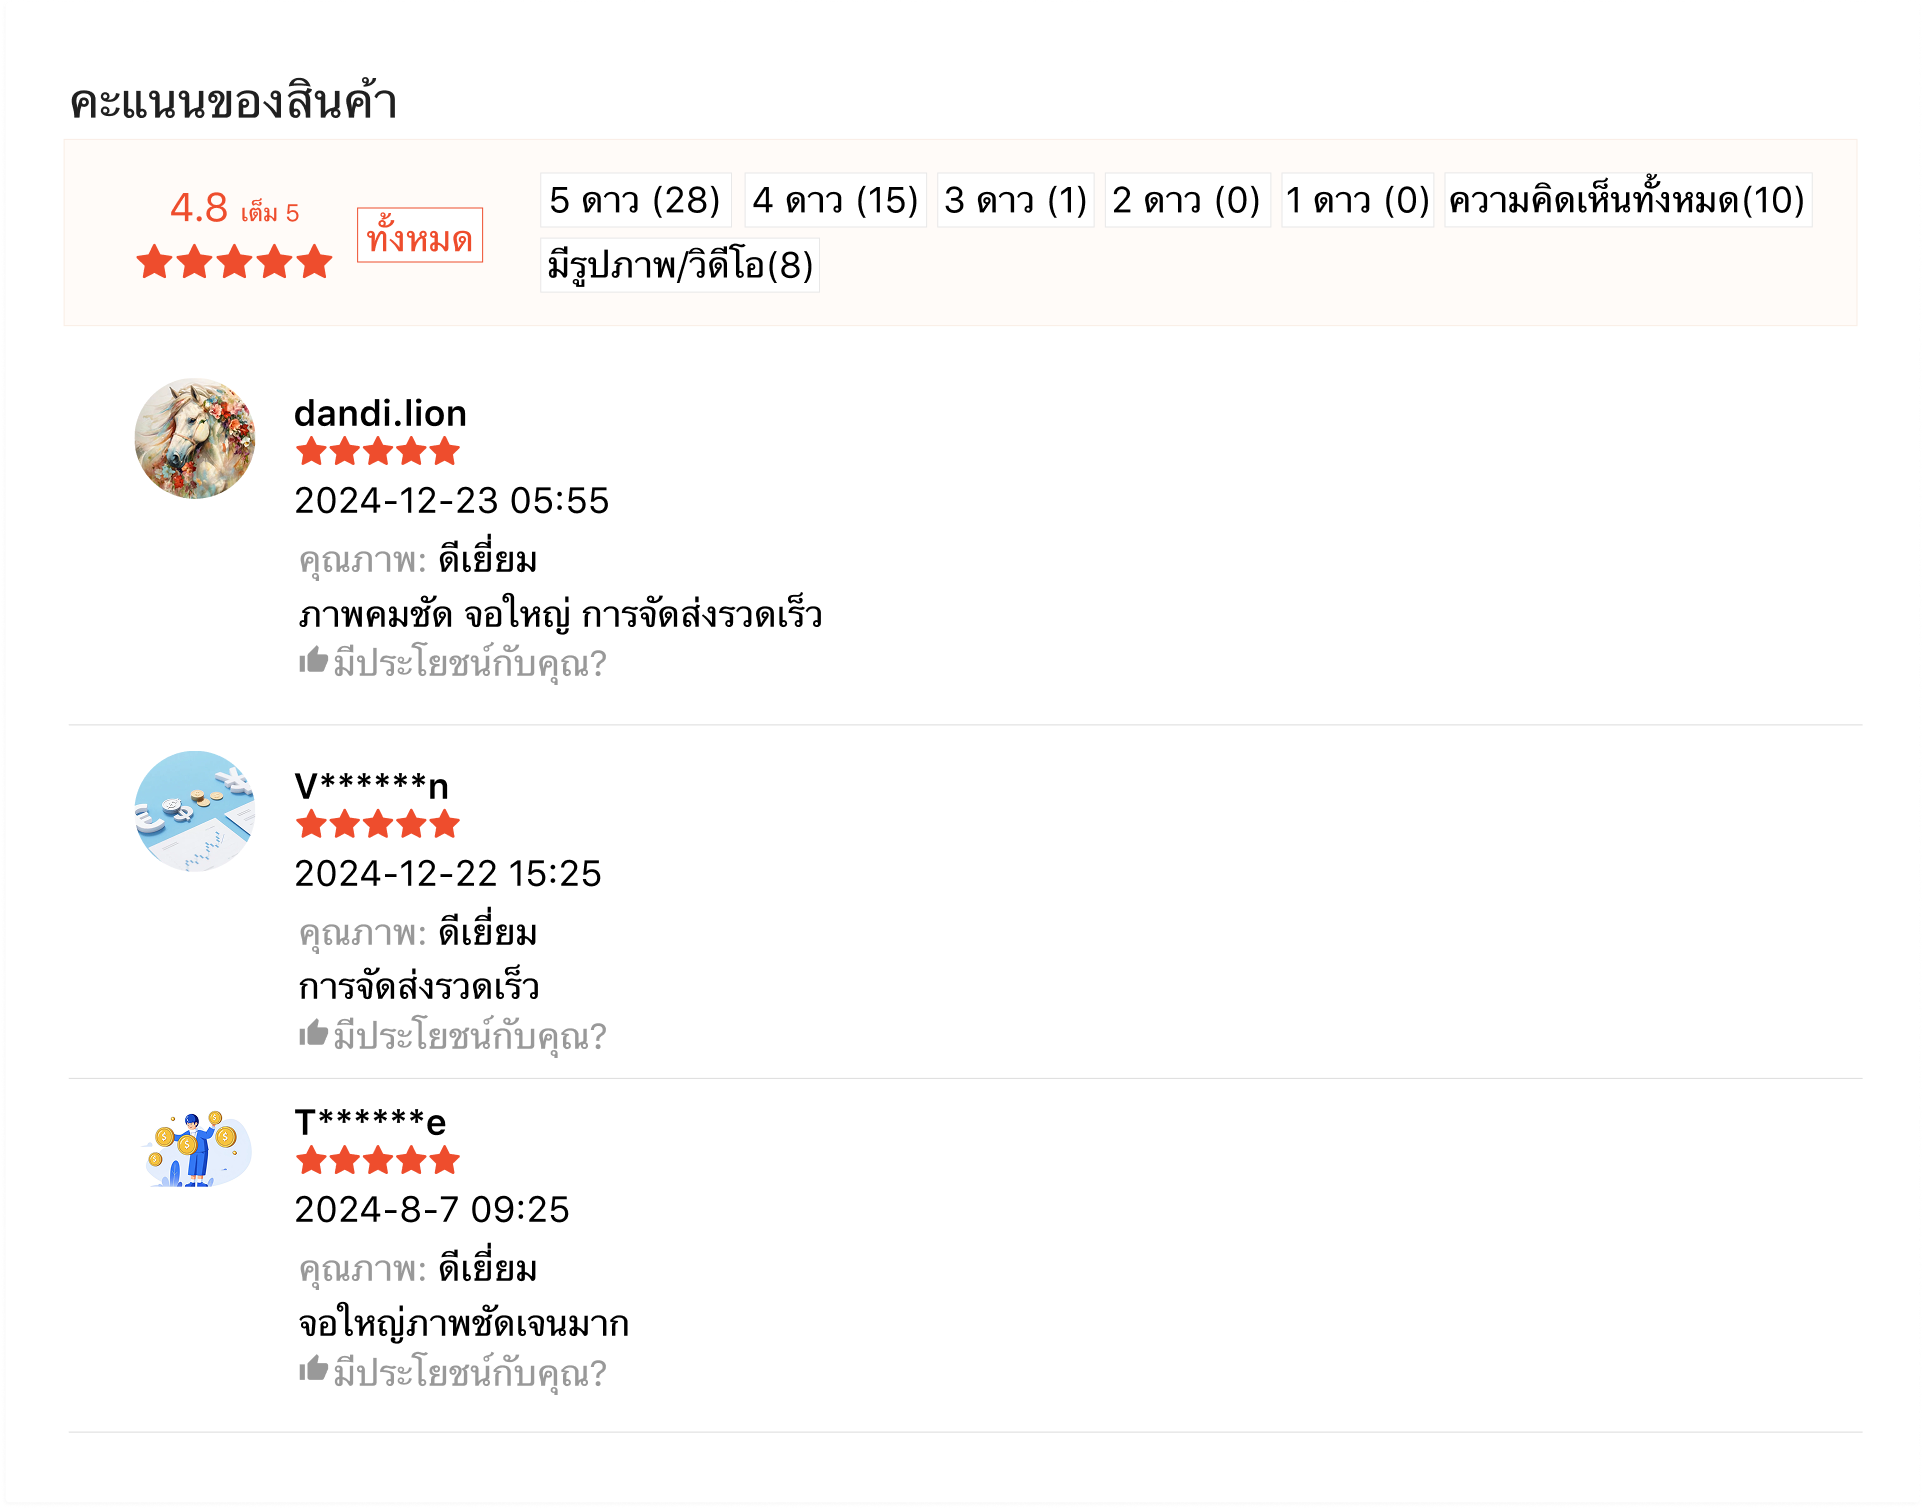 คะแนนของสินค้า
4.8 เต็ม 5
ทั้งหมด
5 ดาว (28) 4 ดาว (15) 3 ดาว (1) 2 ดาว (0) 1 ดาว (0) ความคิดเห็นทั้งหมด(10)
มีรูปภาพ/วิดีโอ(8)
dandi.lion
2024-12-23 05:55
คุณภาพ: ดีเยี่ยม
ภาพคมชัด จอใหญ่ การจัดส่งรวดเร็ว
มีประโยชน์กับคุณ?
V******n
2024-12-22 15:25
คุณภาพ: ดีเยี่ยม
การจัดส่งรวดเร็ว
มีประโยชน์กับคุณ?
T******e
2024-8-7 09:25
คุณภาพ: ดีเยี่ยม
จอใหญ่ภาพชัดเจนมาก
มีประโยชน์กับคุณ?